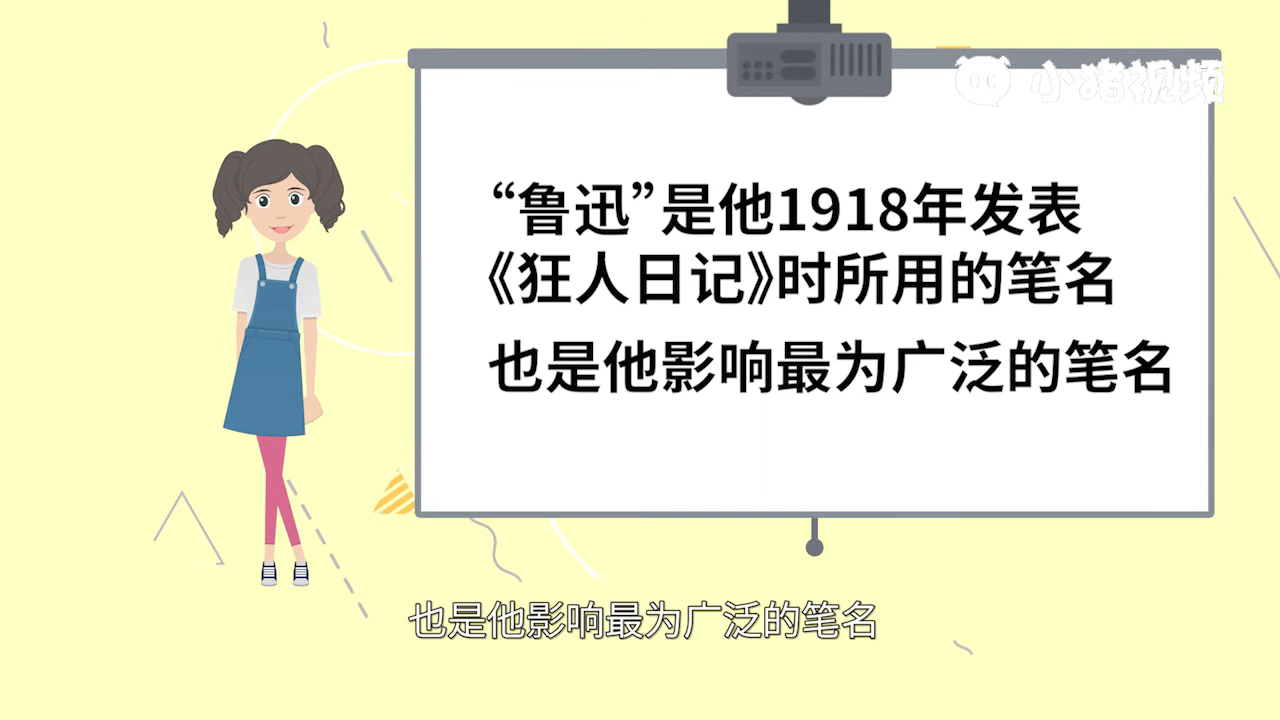 小猪视频
“鲁迅”是他1918年发表
《狂人日记》时所用的笔名
也是他影响最为广泛的笔名
也是他影响最为广泛的笔名